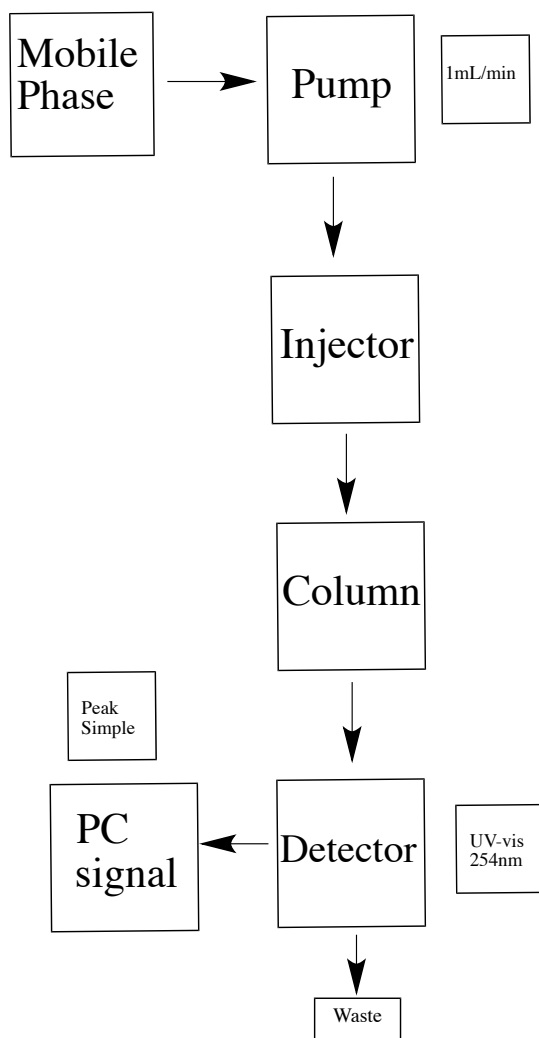 Mobile
Phase
Pump
1mL/min
Injector
Column
Peak
Simple
PC
signal
Detector
UV-vis
254nm
Waste